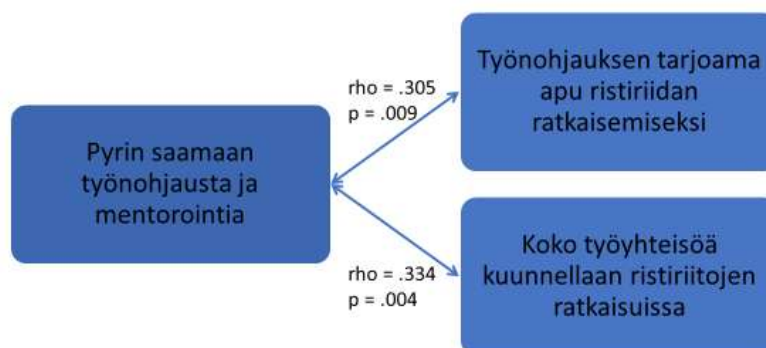 Pyrin saamaan
työnohjausta ja
mentorointia
rho = .305
p = .009
Työnohjauksen tarjoama
apu ristiriidan
ratkaisemiseksi
rho = .334
p = .004
Koko työyhteisöä
kuunnellaan ristiriitojen
ratkaisuissa